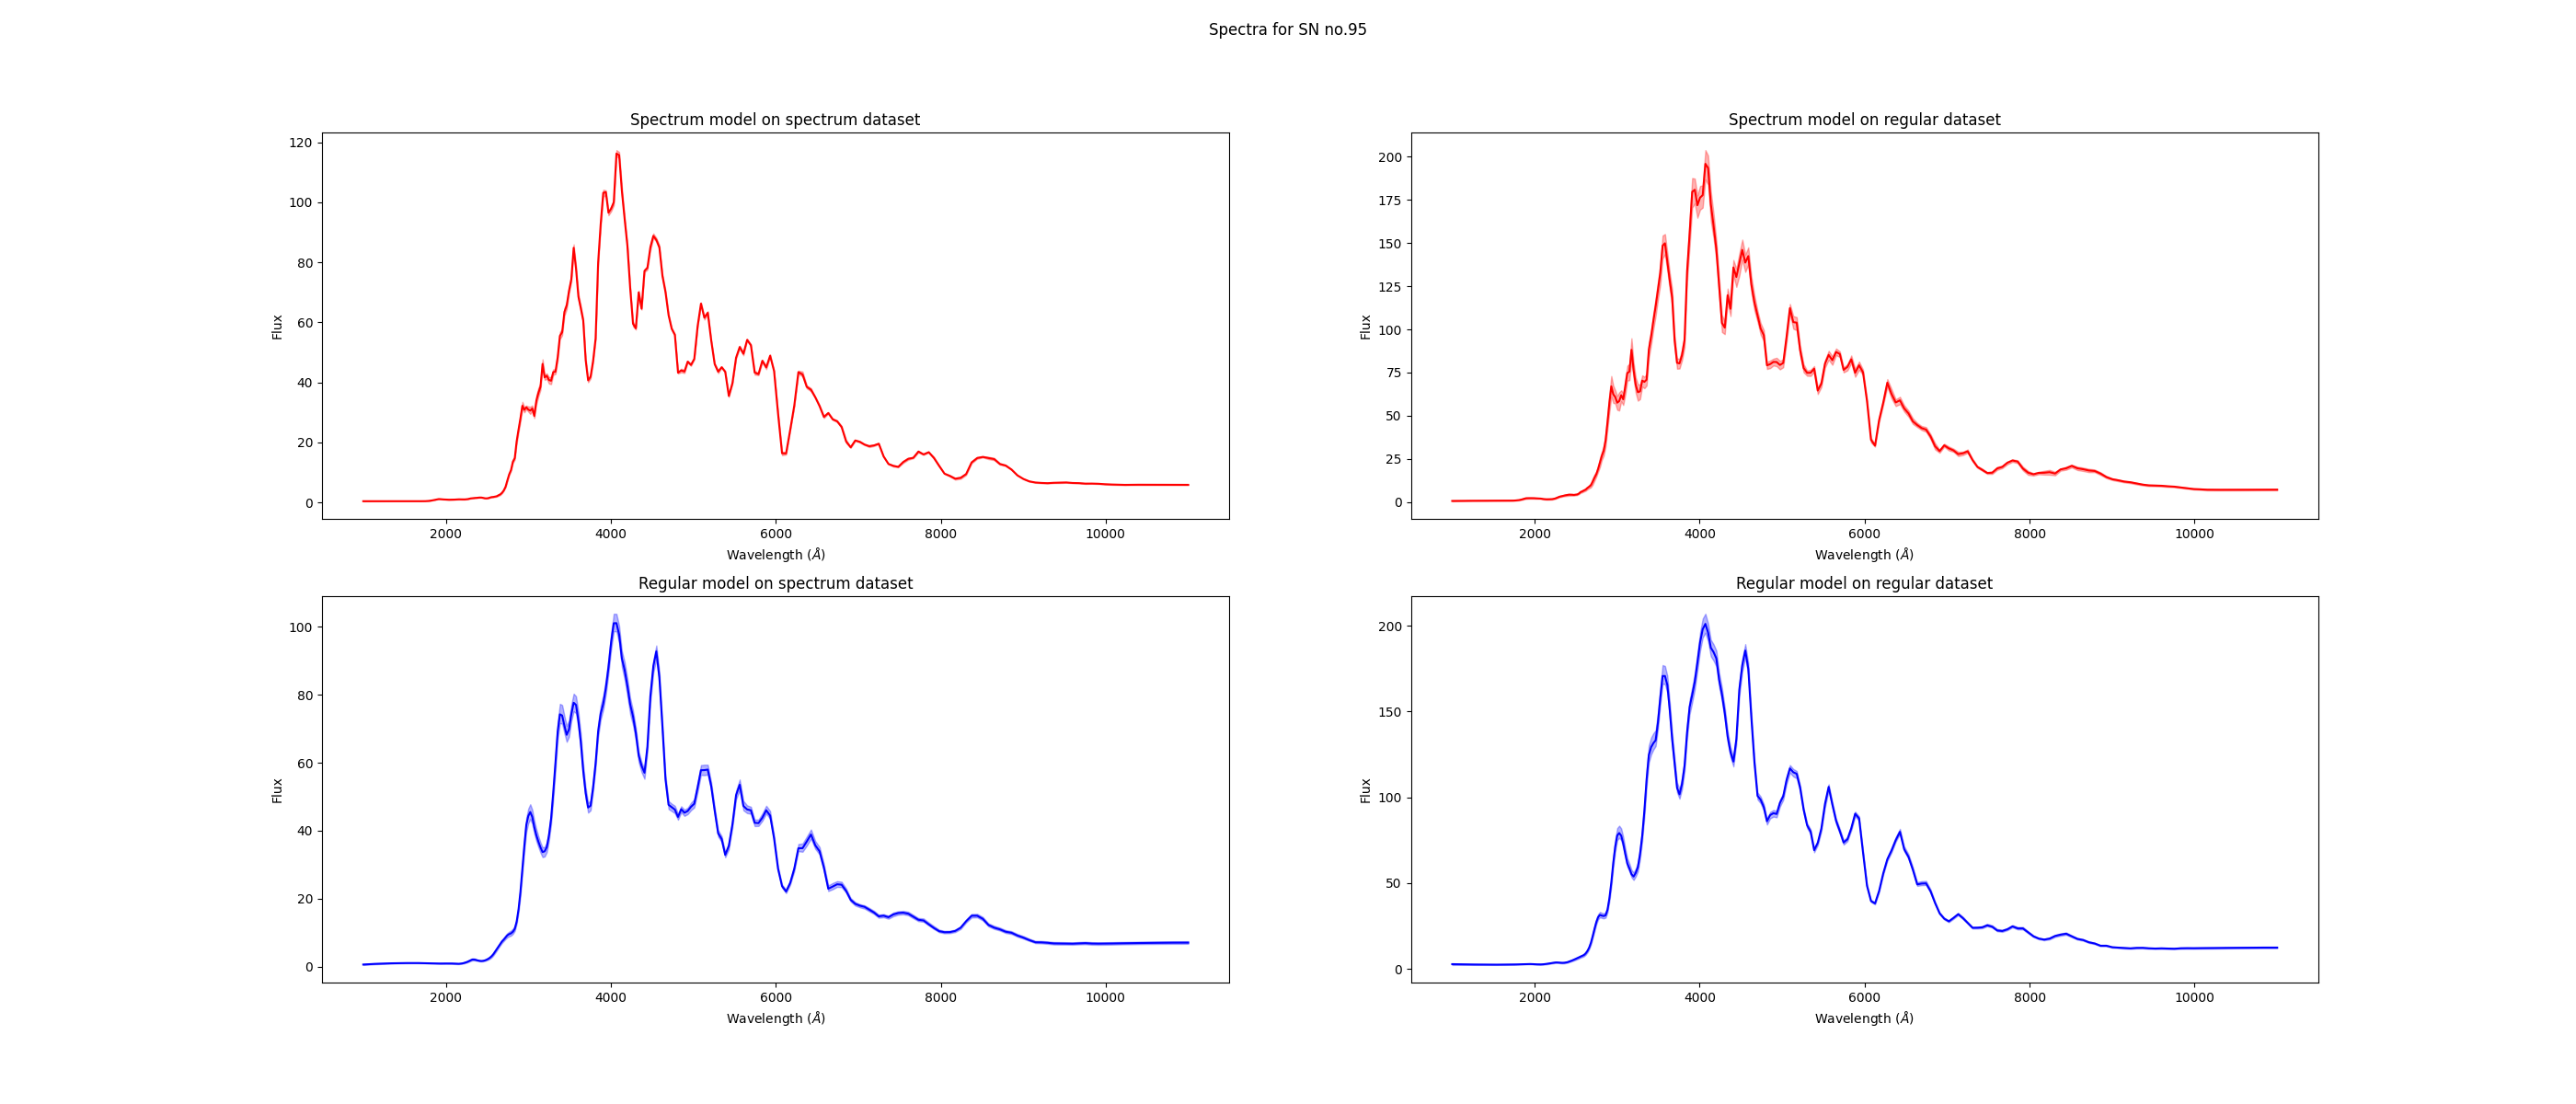 Spectra for SN no.95
Spectrum model on spectrum dataset
120
100
80
60
40
20
0
Flux
2000 4000 6000 8000 10000
Wavelength (Å)
Spectrum model on regular dataset
200
175
150
125
100
75
50
25
0
Flux
2000 4000 6000 8000 10000
Wavelength (Å)
Regular model on spectrum dataset
100
80
60
40
20
0
Flux
2000 4000 6000 8000 10000
Wavelength (Å)
Regular model on regular dataset
200
150
100
50
0
Flux
2000 4000 6000 8000 10000
Wavelength (Å)